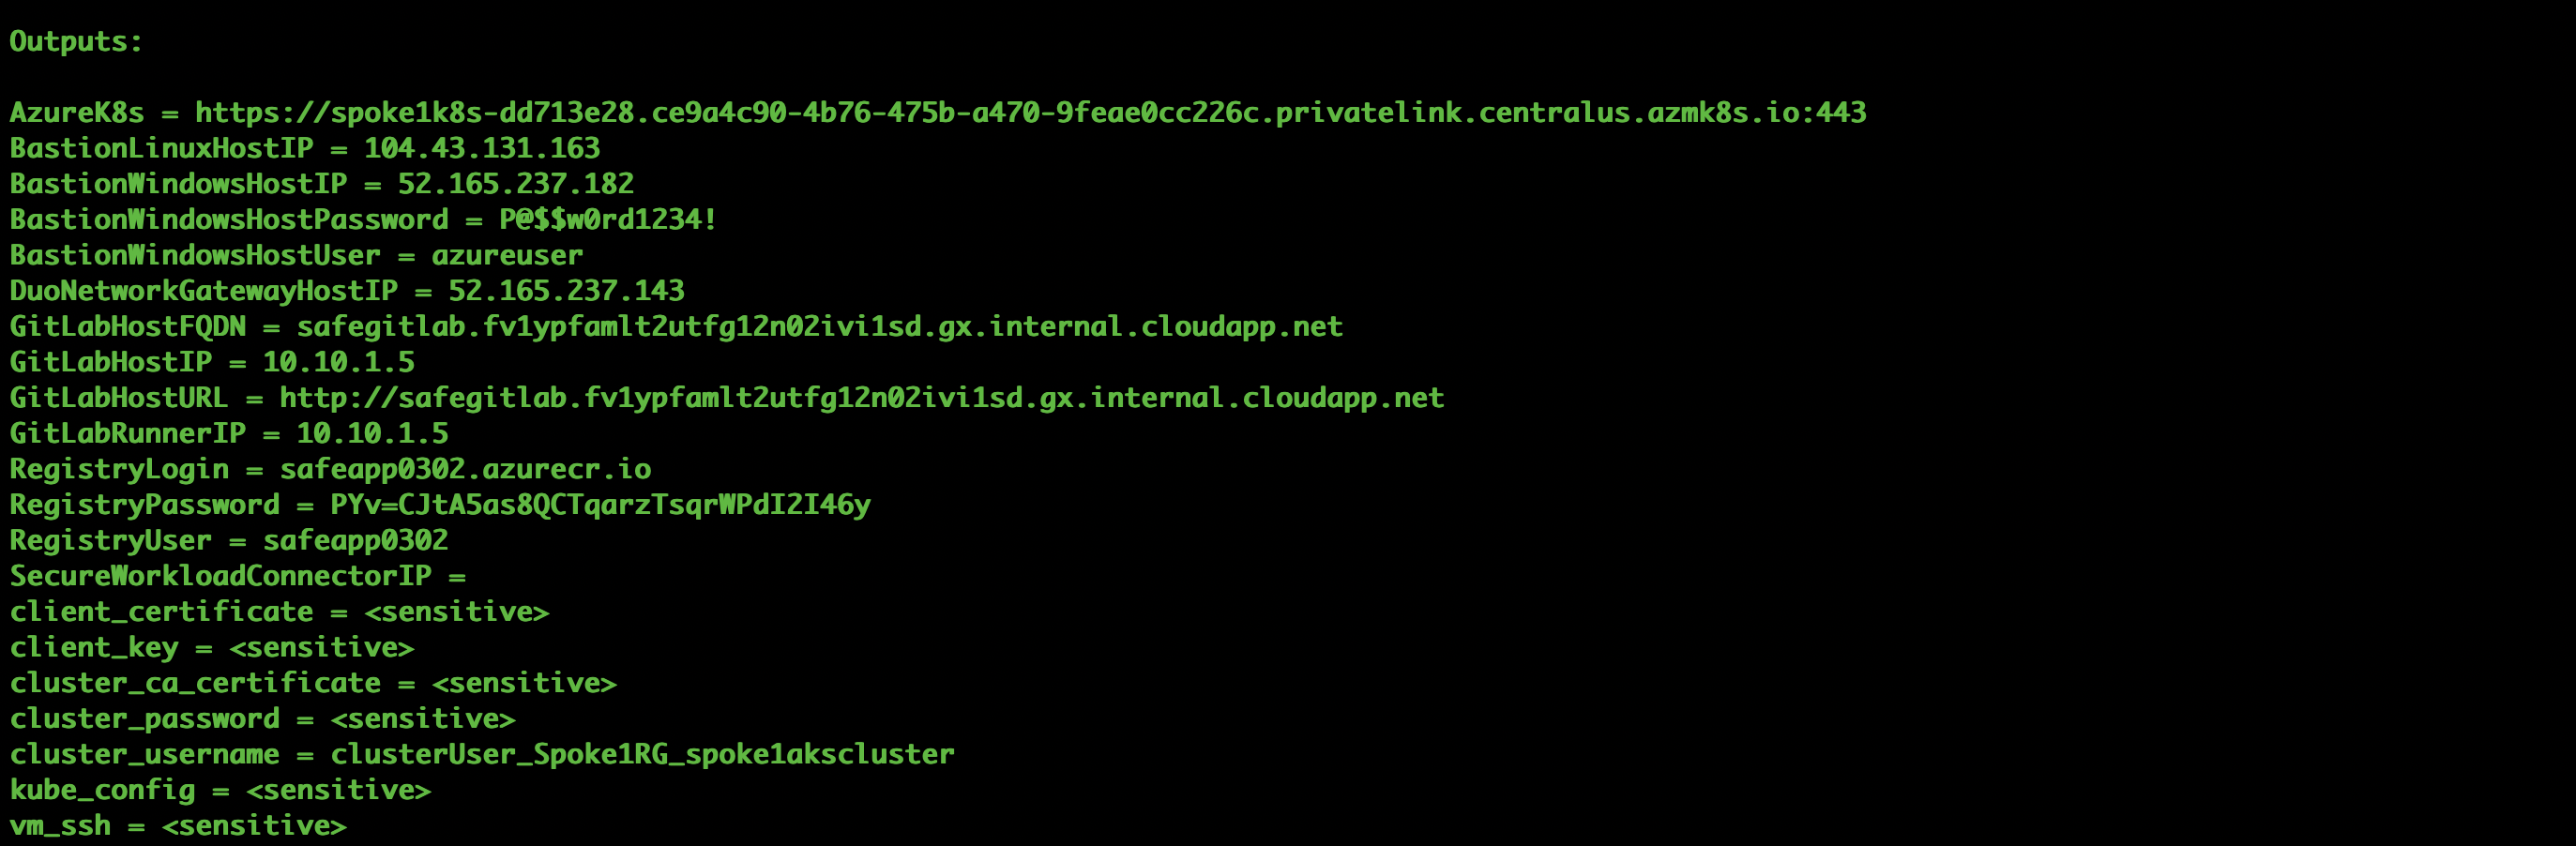 Outputs:
AzureK8s = https://spoke1k8s-dd713e28.ce9a4c90-4b76-475b-a470-9feae0cc226c.privatelink.centralus.azmk8s.io:443
BastionLinuxHostIP = 104.43.131.163
BastionWindowsHostIP = 52.165.237.182
BastionWindowsHostPassword = P@$$w0rd1234!
BastionWindowsHostUser = azureuser
DuoNetworkGatewayHostIP = 52.165.237.143
GitLabHostFQDN = safegitlab.fv1ypfamlt2utfg12n02ivi1sd.gx.internal.cloudapp.net
GitLabHostIP = 10.10.1.5
GitLabHostURL = http://safegitlab.fv1ypfamlt2utfg12n02ivi1sd.gx.internal.cloudapp.net
GitLabRunnerIP = 10.10.1.5
RegistryLogin = safeapp0302.azurecr.io
RegistryPassword = PYv=CJtA5as8QCTqarzTsqrWPdI2I46y
RegistryUser = safeapp0302
SecureWorkloadConnectorIP =
client_certificate = <sensitive>
client_key = <sensitive>
cluster_ca_certificate = <sensitive>
cluster_password = <sensitive>
cluster_username = clusterUser_Spoke1RG_spoke1akscluster
kube_config = <sensitive>
vm_ssh = <sensitive>